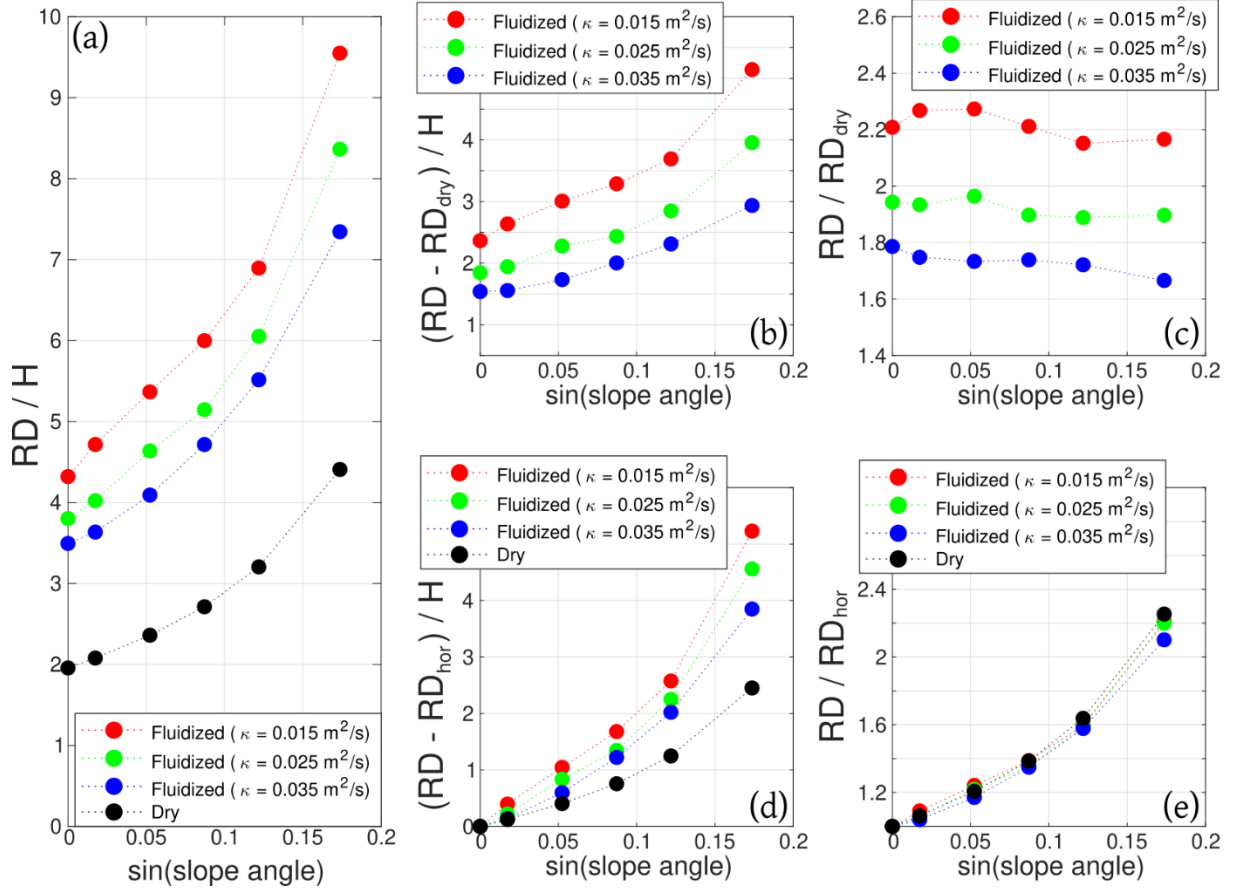 (a)
10
9
8
7
6
5
4
3
2
1
0
RD / H
Fluidized ( κ = 0.015 m²/s)
Fluidized ( κ = 0.025 m²/s)
Fluidized ( κ = 0.035 m²/s)
Dry
0 0.05 0.1 0.15 0.2
sin(slope angle)
Fluidized ( κ = 0.015 m²/s)
Fluidized ( κ = 0.025 m²/s)
Fluidized ( κ = 0.035 m²/s)
4
3
2
1
(RD - RD_dry) / H
(b)
0 0.05 0.1 0.15 0.2
sin(slope angle)
Fluidized ( κ = 0.015 m²/s)
Fluidized ( κ = 0.025 m²/s)
Fluidized ( κ = 0.035 m²/s)
2.6
2.4
2.2
2
1.8
1.6
1.4
RD / RD_dry
(c)
0 0.05 0.1 0.15 0.2
sin(slope angle)
Fluidized ( κ = 0.015 m²/s)
Fluidized ( κ = 0.025 m²/s)
Fluidized ( κ = 0.035 m²/s)
Dry
4
3
2
1
0
(RD - RD_hor) / H
(d)
0 0.05 0.1 0.15 0.2
sin(slope angle)
Fluidized ( κ = 0.015 m²/s)
Fluidized ( κ = 0.025 m²/s)
Fluidized ( κ = 0.035 m²/s)
Dry
2.4
2.2
2
1.6
1.4
1.2
RD / RD_hor
(e)
0 0.05 0.1 0.15 0.2
sin(slope angle)